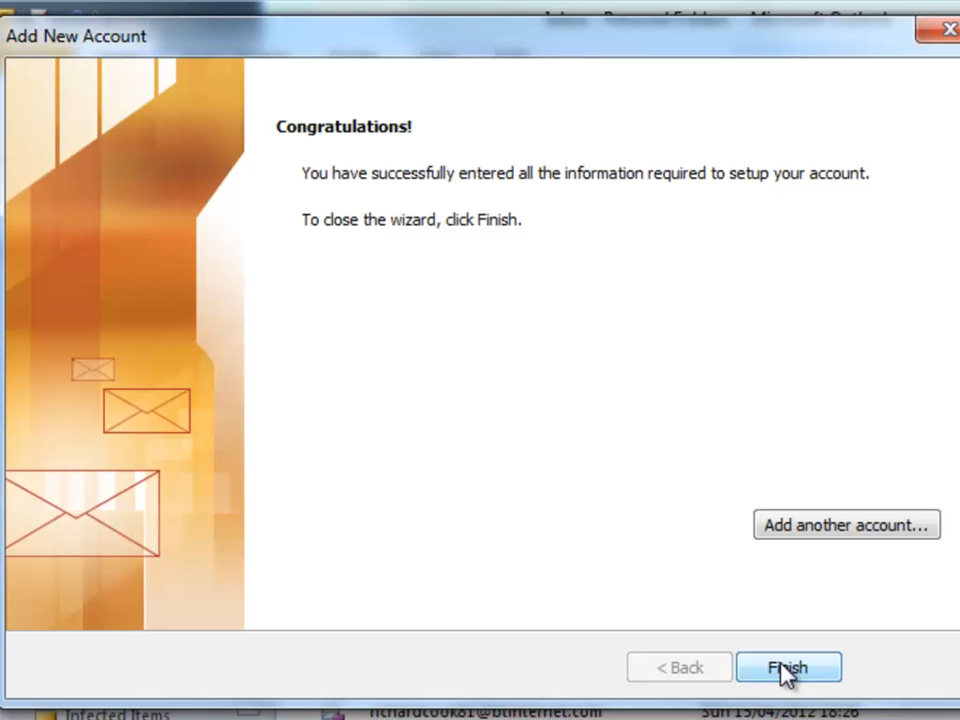 Add New Account
Congratulations!
You have successfully entered all the information required to setup your account.
To close the wizard, click Finish.
Add another account...
< Back
Finish
Infected Items
richardcook81@btinternet.com
Sun 15/04/2012 18:26